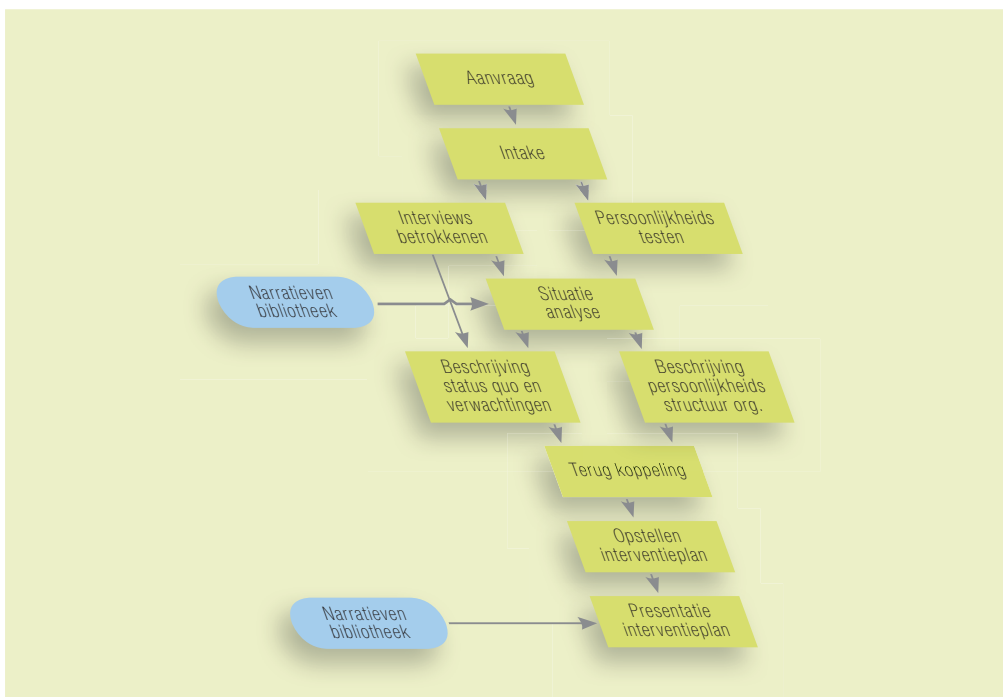 Aanvraag
Intake
Interviews
betrokkenen
Persoonlijkheids
testen
Narratieven
bibliotheek
Situatie
analyse
Beschrijving
status quo en
verwachtingen
Beschrijving
persoonlijkheids
structuur org.
Terug koppeling
Opstellen
interventieplan
Narratieven
bibliotheek
Presentatie
interventieplan